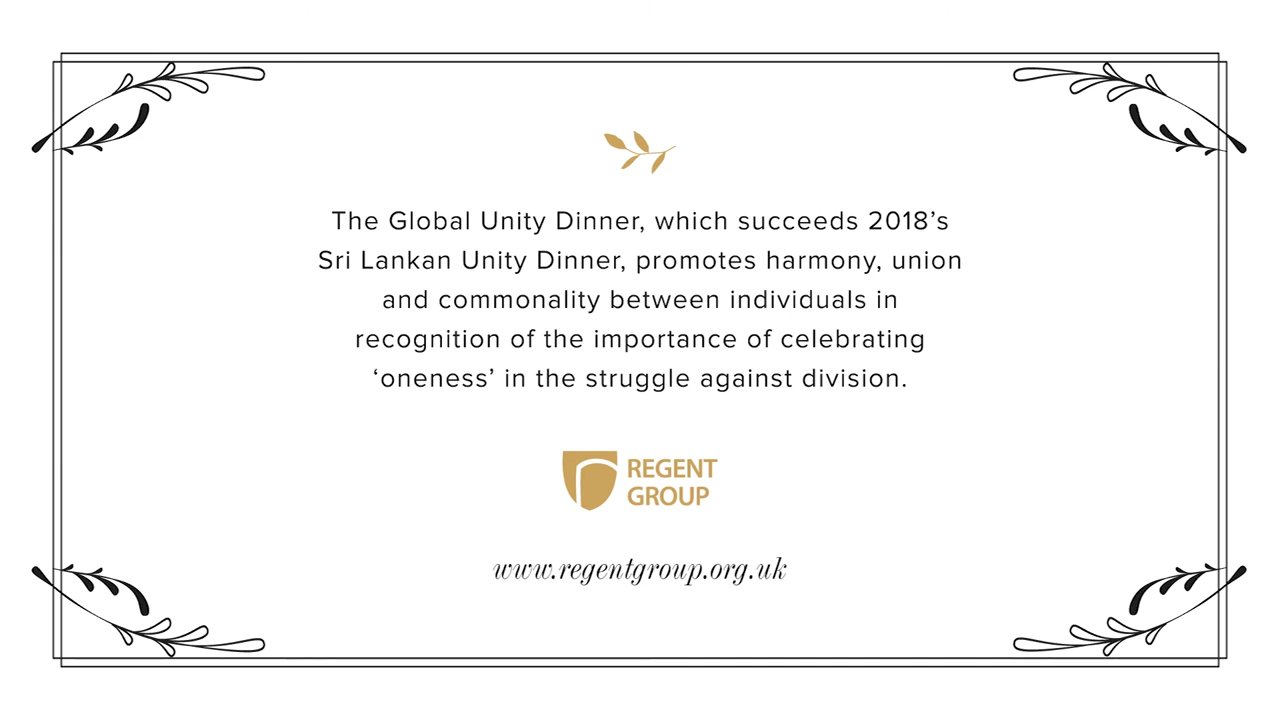 The Global Unity Dinner, which succeeds 2018’s
Sri Lankan Unity Dinner, promotes harmony, union
and commonality between individuals in
recognition of the importance of celebrating
‘oneness’ in the struggle against division.
REGENT
GROUP
www.regentgroup.org.uk